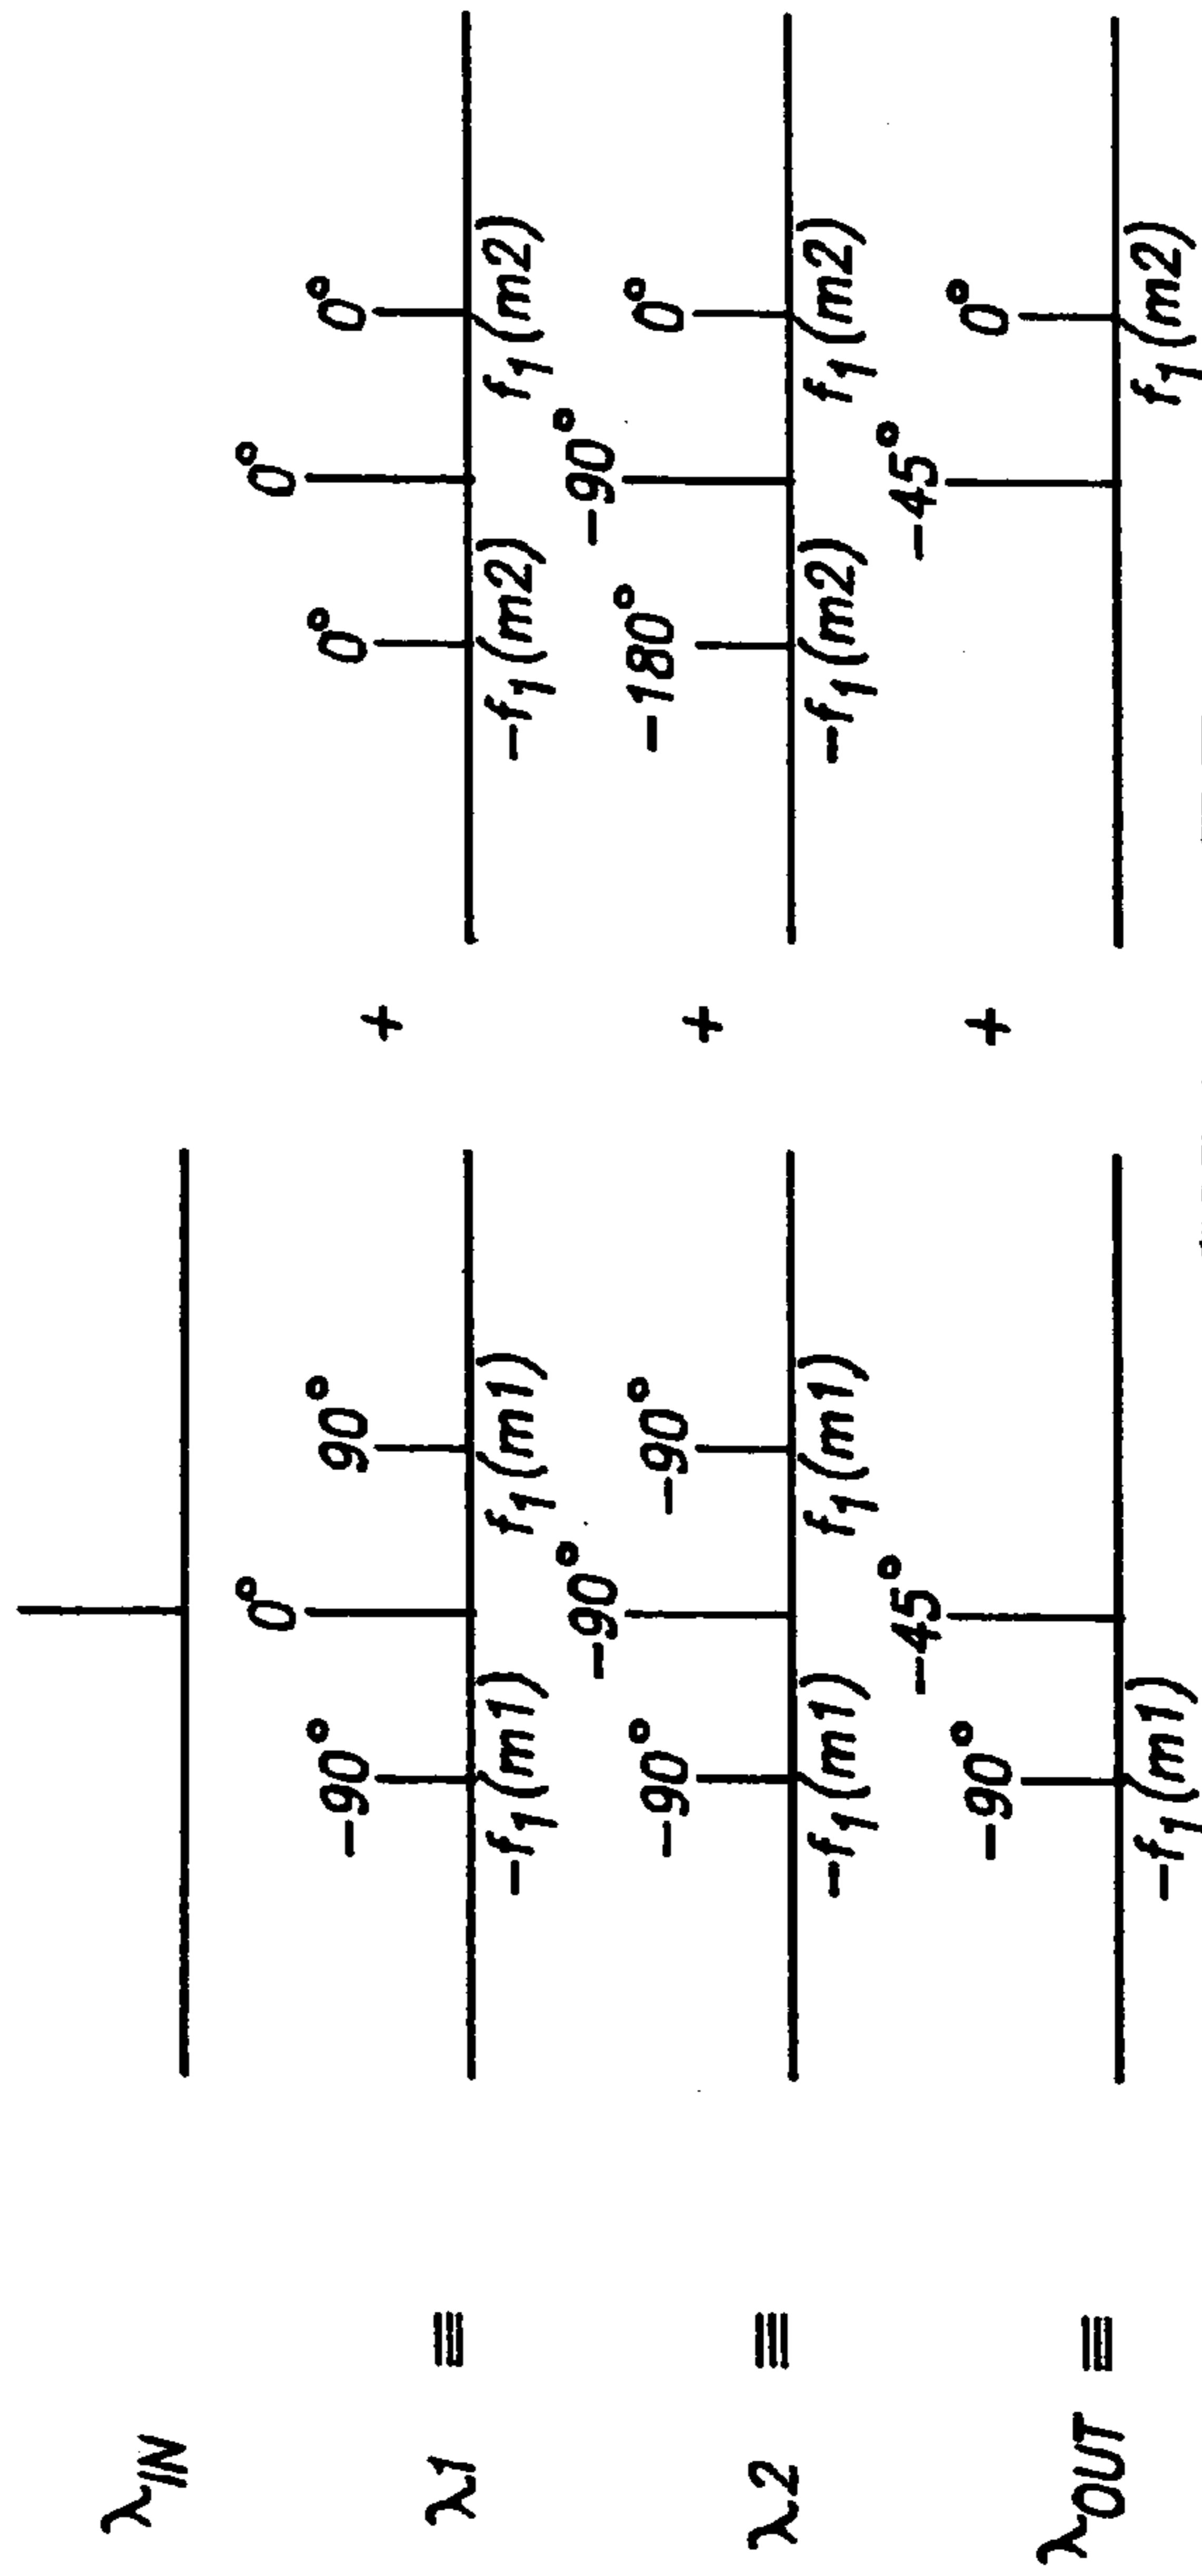 λIN
0° 0°
-90° 90° + 0° 0°
λ1 ≡
-f1(m1) f1(m1) -f1(m2) f1(m2)
-90° -90°
-90° -90° + -180° 0°
λ2 ≡
-f1(m1) f1(m1) -f1(m2) f1(m2)
-45° -45°
-90° + 0°
λOUT ≡
-f1(m1) f1(m2)